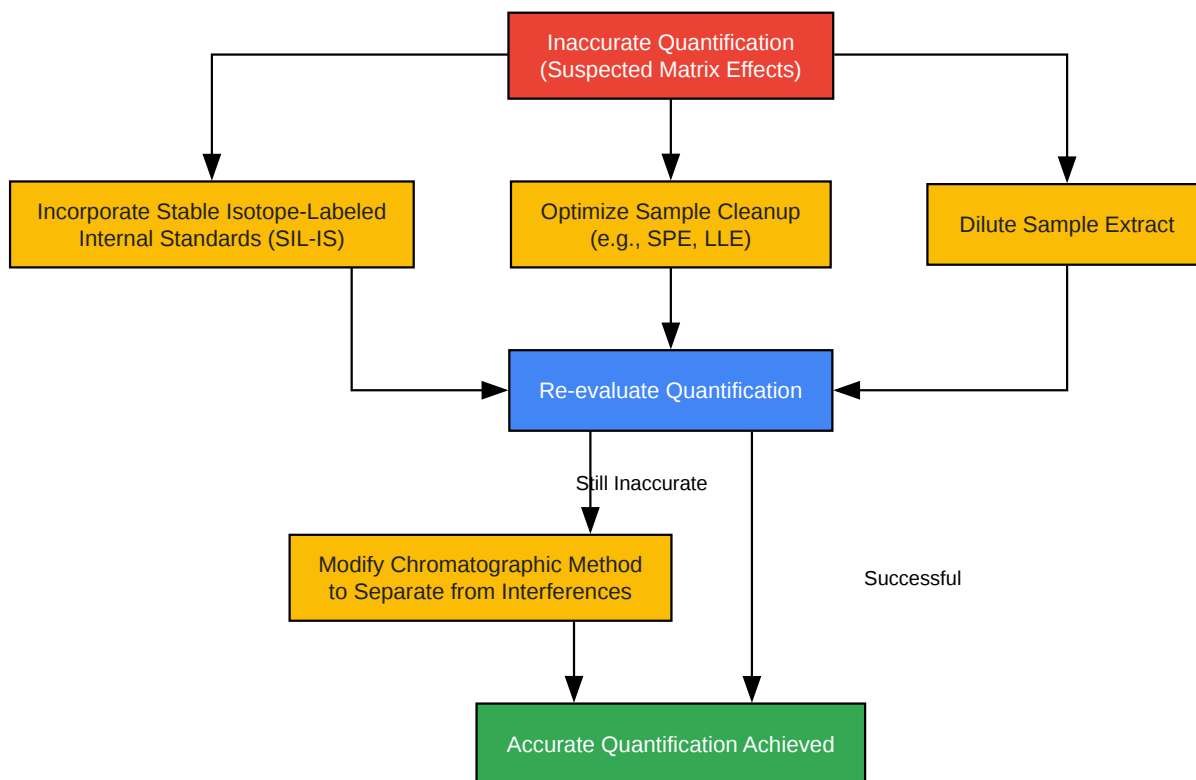 Inaccurate Quantification
(Suspected Matrix Effects)
Incorporate Stable Isotope-Labeled
Internal Standards (SIL-IS)
Optimize Sample Cleanup
(e.g., SPE, LLE)
Dilute Sample Extract
Re-evaluate Quantification
Still Inaccurate
Modify Chromatographic Method
to Separate from Interferences
Successful
Accurate Quantification Achieved